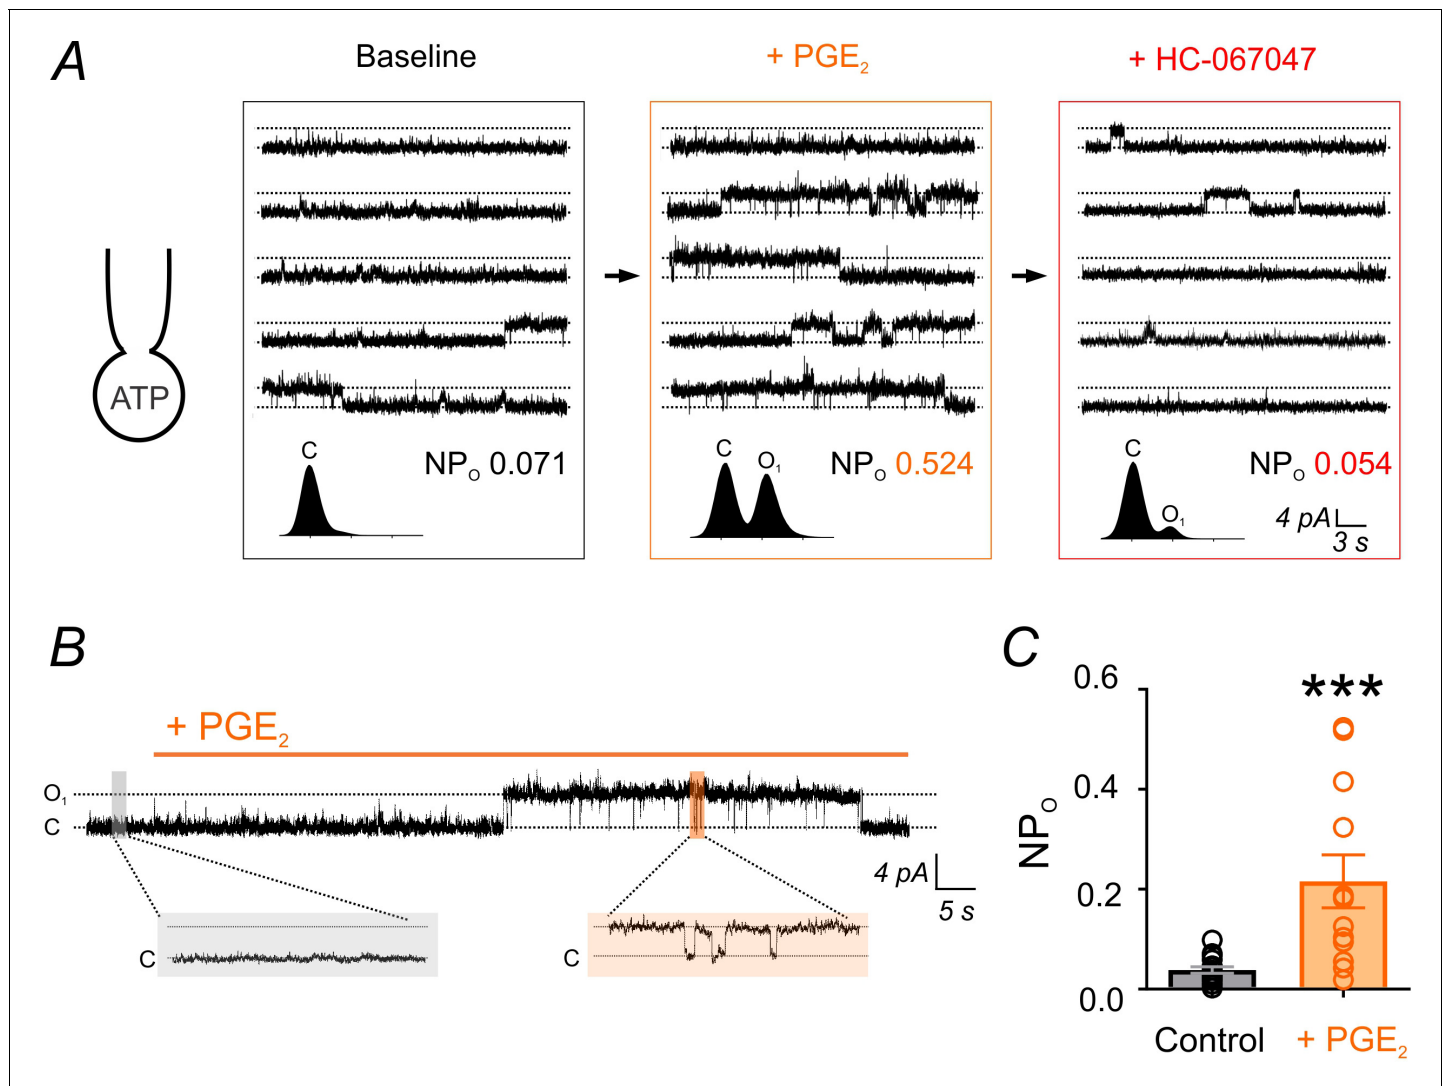 A
Baseline
+ PGE₂
+ HC-067047
ATP
C
NPO 0.071
C
O₁
NPO 0.524
C
O₁
NPO 0.054
4 pA
3 s
B
+ PGE₂
O₁
C
4 pA
5 s
C
C
C
NPO
0.6
0.4
0.2
0.0
***
Control
+ PGE₂